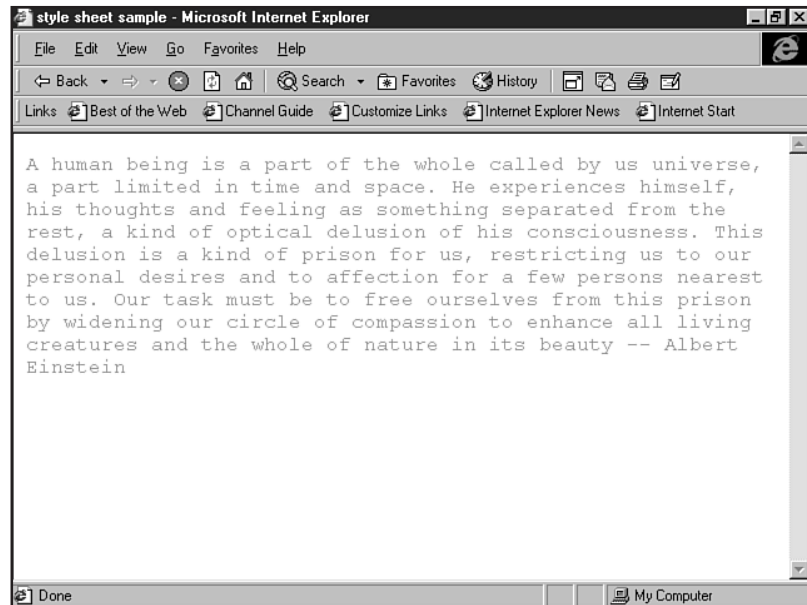 style sheet sample - Microsoft Internet Explorer
File Edit View Go Favorites Help
Back Search Favorites History
Links Best of the Web Channel Guide Customize Links Internet Explorer News Internet Start
A human being is a part of the whole called by us universe,
a part limited in time and space. He experiences himself,
his thoughts and feeling as something separated from the
rest, a kind of optical delusion of his consciousness. This
delusion is a kind of prison for us, restricting us to our
personal desires and to affection for a few persons nearest
to us. Our task must be to free ourselves from this prison
by widening our circle of compassion to enhance all living
creatures and the whole of nature in its beauty -- Albert
Einstein
Done My Computer